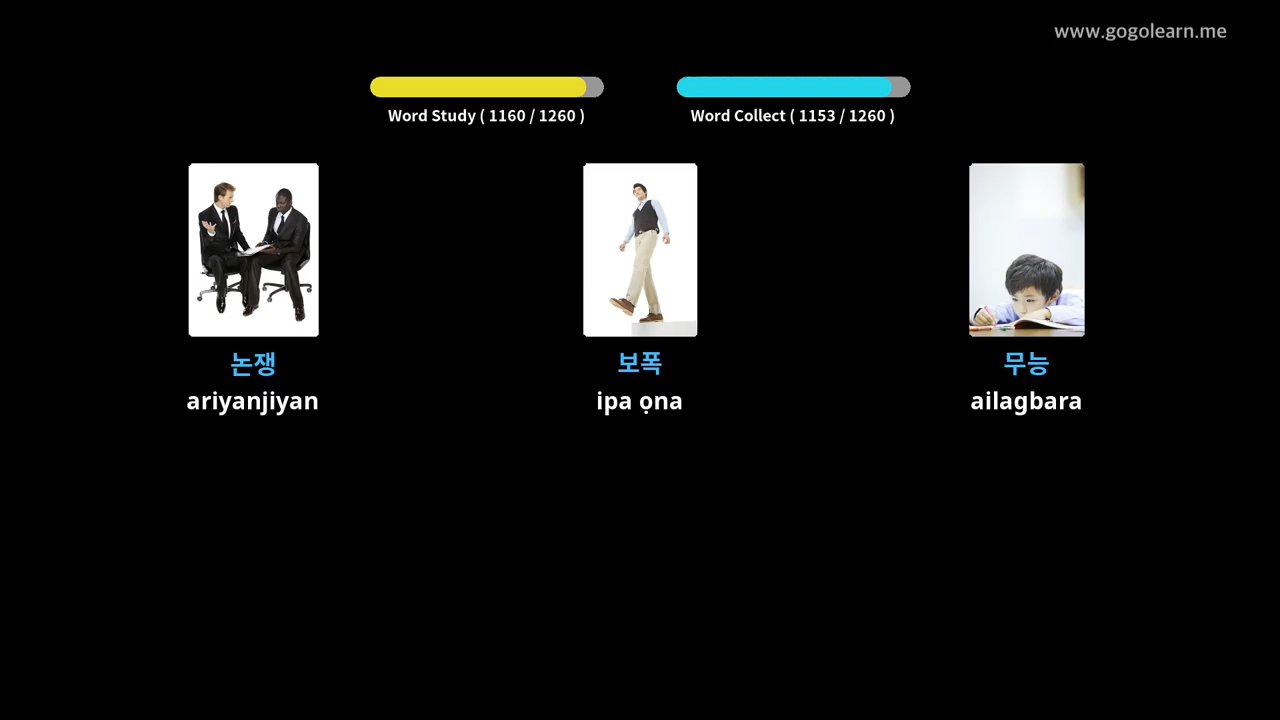 www.gogolearn.me
Word Study ( 1160 / 1260 )
Word Collect ( 1153 / 1260 )
논쟁
ariyanjiyan
보폭
ipa ọna
무능
ailagbara